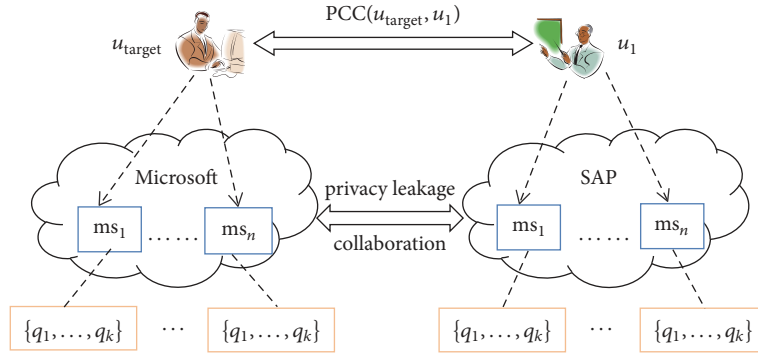 PCC(u_target, u_1)
u_target
u_1
Microsoft
SAP
privacy leakage
collaboration
ms_1
......
ms_n
ms_1
......
ms_n
{q_1,...,q_k}
...
{q_1,...,q_k}
{q_1,...,q_k}
...
{q_1,...,q_k}